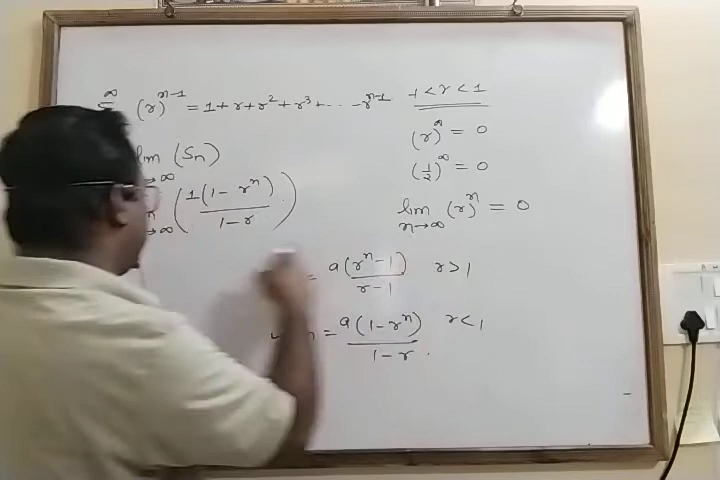 ∞ (r)^{n-1} = 1 + r + r² + r³ + ... - r^{n-1} -1 < r < 1
(r)^∞ = 0
lim (Sn)
n→∞
(1/2)^∞ = 0
n→∞ (1(1 - r^n) / 1 - r)
lim (r)^n = 0
n→∞
= a(r^n - 1) / r - 1 r > 1
n = a(1 - r^n) / 1 - r . r < 1